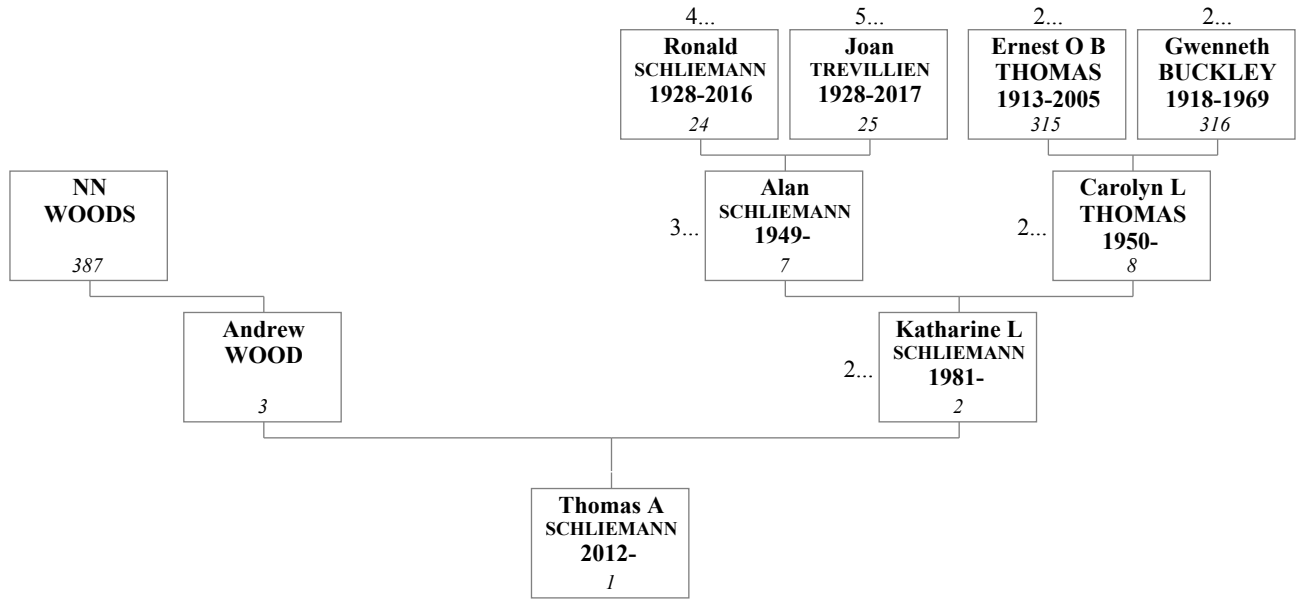 4...
5...
2...
2...
Ronald
SCHLIEMANN
1928-2016
24
Joan
TREVILLIEN
1928-2017
25
Ernest O B
THOMAS
1913-2005
315
Gwenneth
BUCKLEY
1918-1969
316
NN
WOODS
387
3...
Alan
SCHLIEMANN
1949-
7
2...
Carolyn L
THOMAS
1950-
8
Andrew
WOOD
3
2...
Katharine L
SCHLIEMANN
1981-
2
Thomas A
SCHLIEMANN
2012-
1